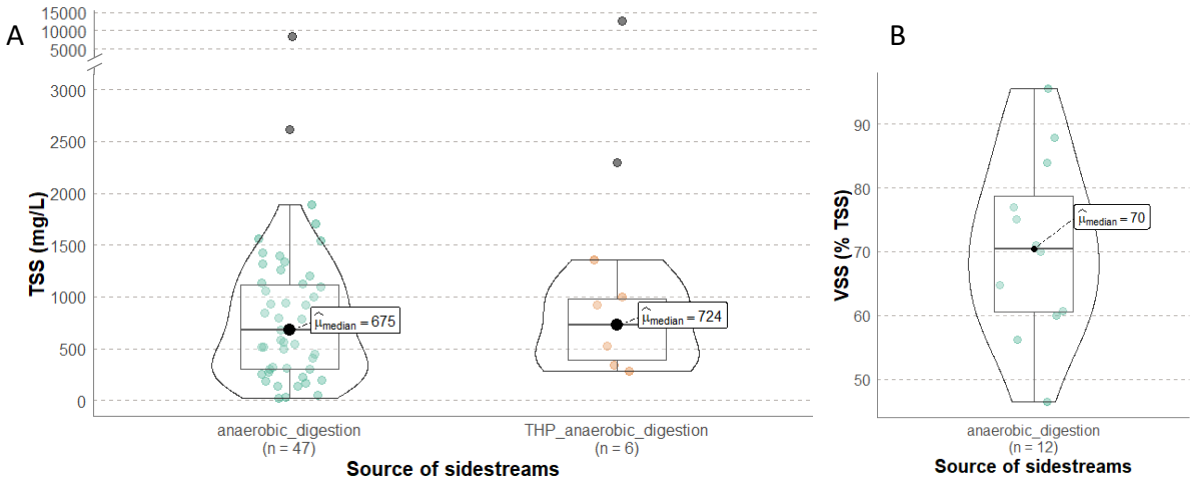 A
15000
10000
5000
3000
2500
2000
1500
1000
500
0
TSS (mg/L)
μ̂median = 675
μ̂median = 724
anaerobic_digestion
(n = 47)
THP_anaerobic_digestion
(n = 6)
Source of sidestreams
B
90
80
70
60
50
VSS (% TSS)
μ̂median = 70
anaerobic_digestion
(n = 12)
Source of sidestreams